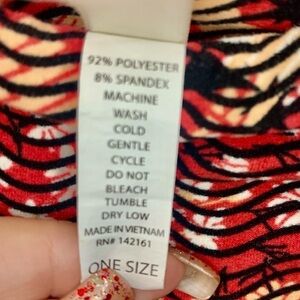 92% POLYESTER
8% SPANDEX
MACHINE
WASH
COLD
GENTLE
CYCLE
DO NOT
BLEACH
TUMBLE
DRY LOW
MADE IN VIETNAM
RN# 142161
ONE SIZE